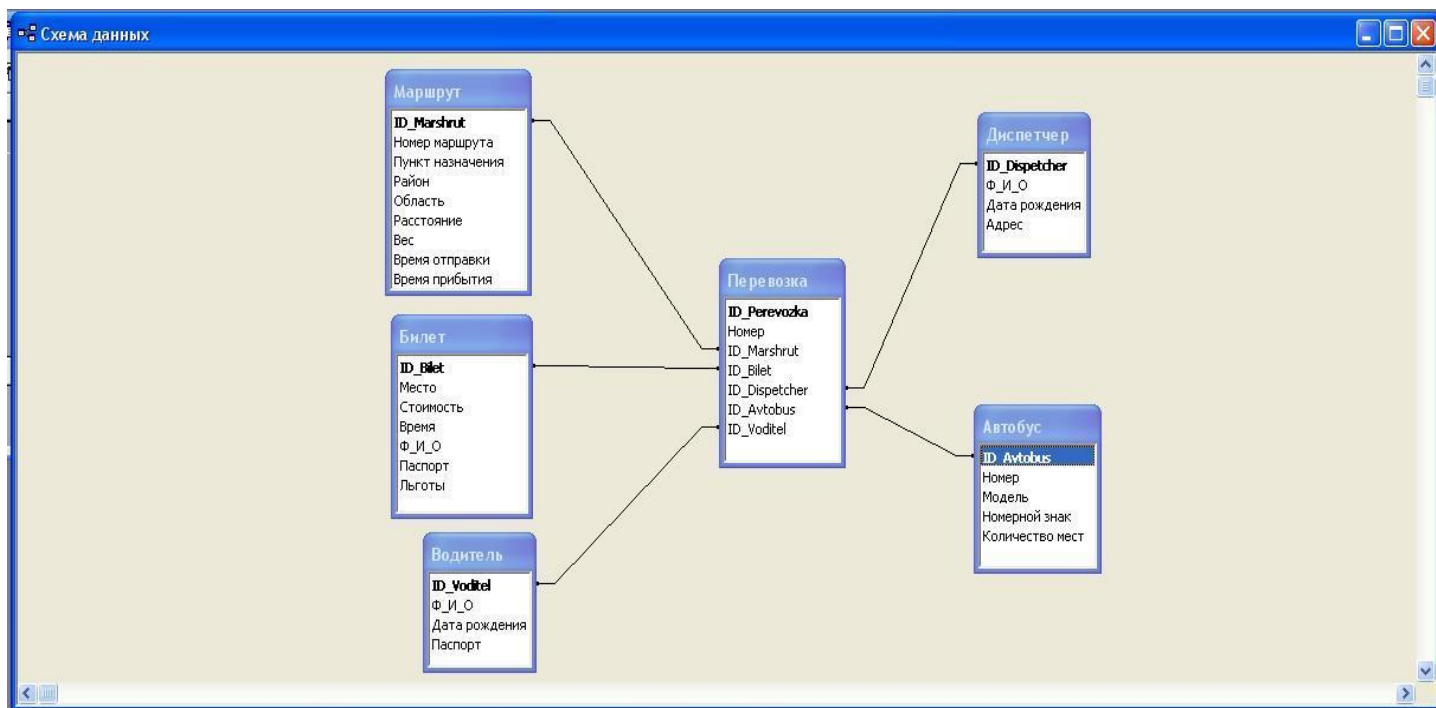 Схема данных
Маршрут
ID_Marshrut
Номер маршрута
Пункт назначения
Район
Область
Расстояние
Вес
Время отправки
Время прибытия
Билет
ID_Bilet
Место
Стоимость
Время
Ф_И_О
Паспорт
Льготы
Водитель
ID_Voditel
Ф_И_О
Дата рождения
Паспорт
Перевозка
ID_Perevozka
Номер
ID_Marshrut
ID_Bilet
ID_Dispetcher
ID_Avtobus
ID_Voditel
Диспетчер
ID_Dispetcher
Ф_И_О
Дата рождения
Адрес
Автобус
ID_Avtobus
Номер
Модель
Номерной знак
Количество мест